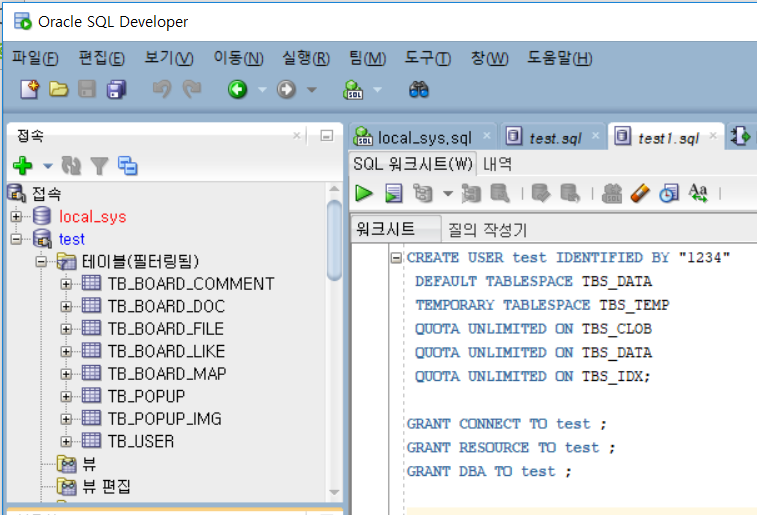 Oracle SQL Developer
파일(F) 편집(E) 보기(V) 이동(N) 실행(R) 팀(M) 도구(T) 창(W) 도움말(H)
SQL
접속
접속
local_sys
test
테이블(필터링됨)
TB_BOARD_COMMENT
TB_BOARD_DOC
TB_BOARD_FILE
TB_BOARD_LIKE
TB_BOARD_MAP
TB_POPUP
TB_POPUP_IMG
TB_USER
뷰
뷰 편집
local_sys,sql test.sql test1.sql
SQL 워크시트(W) 내역
Aa
워크시트 질의 작성기
CREATE USER test IDENTIFIED BY "1234"
DEFAULT TABLESPACE TBS_DATA
TEMPORARY TABLESPACE TBS_TEMP
QUOTA UNLIMITED ON TBS_CLOB
QUOTA UNLIMITED ON TBS_DATA
QUOTA UNLIMITED ON TBS_IDX;
GRANT CONNECT TO test ;
GRANT RESOURCE TO test ;
GRANT DBA TO test ;